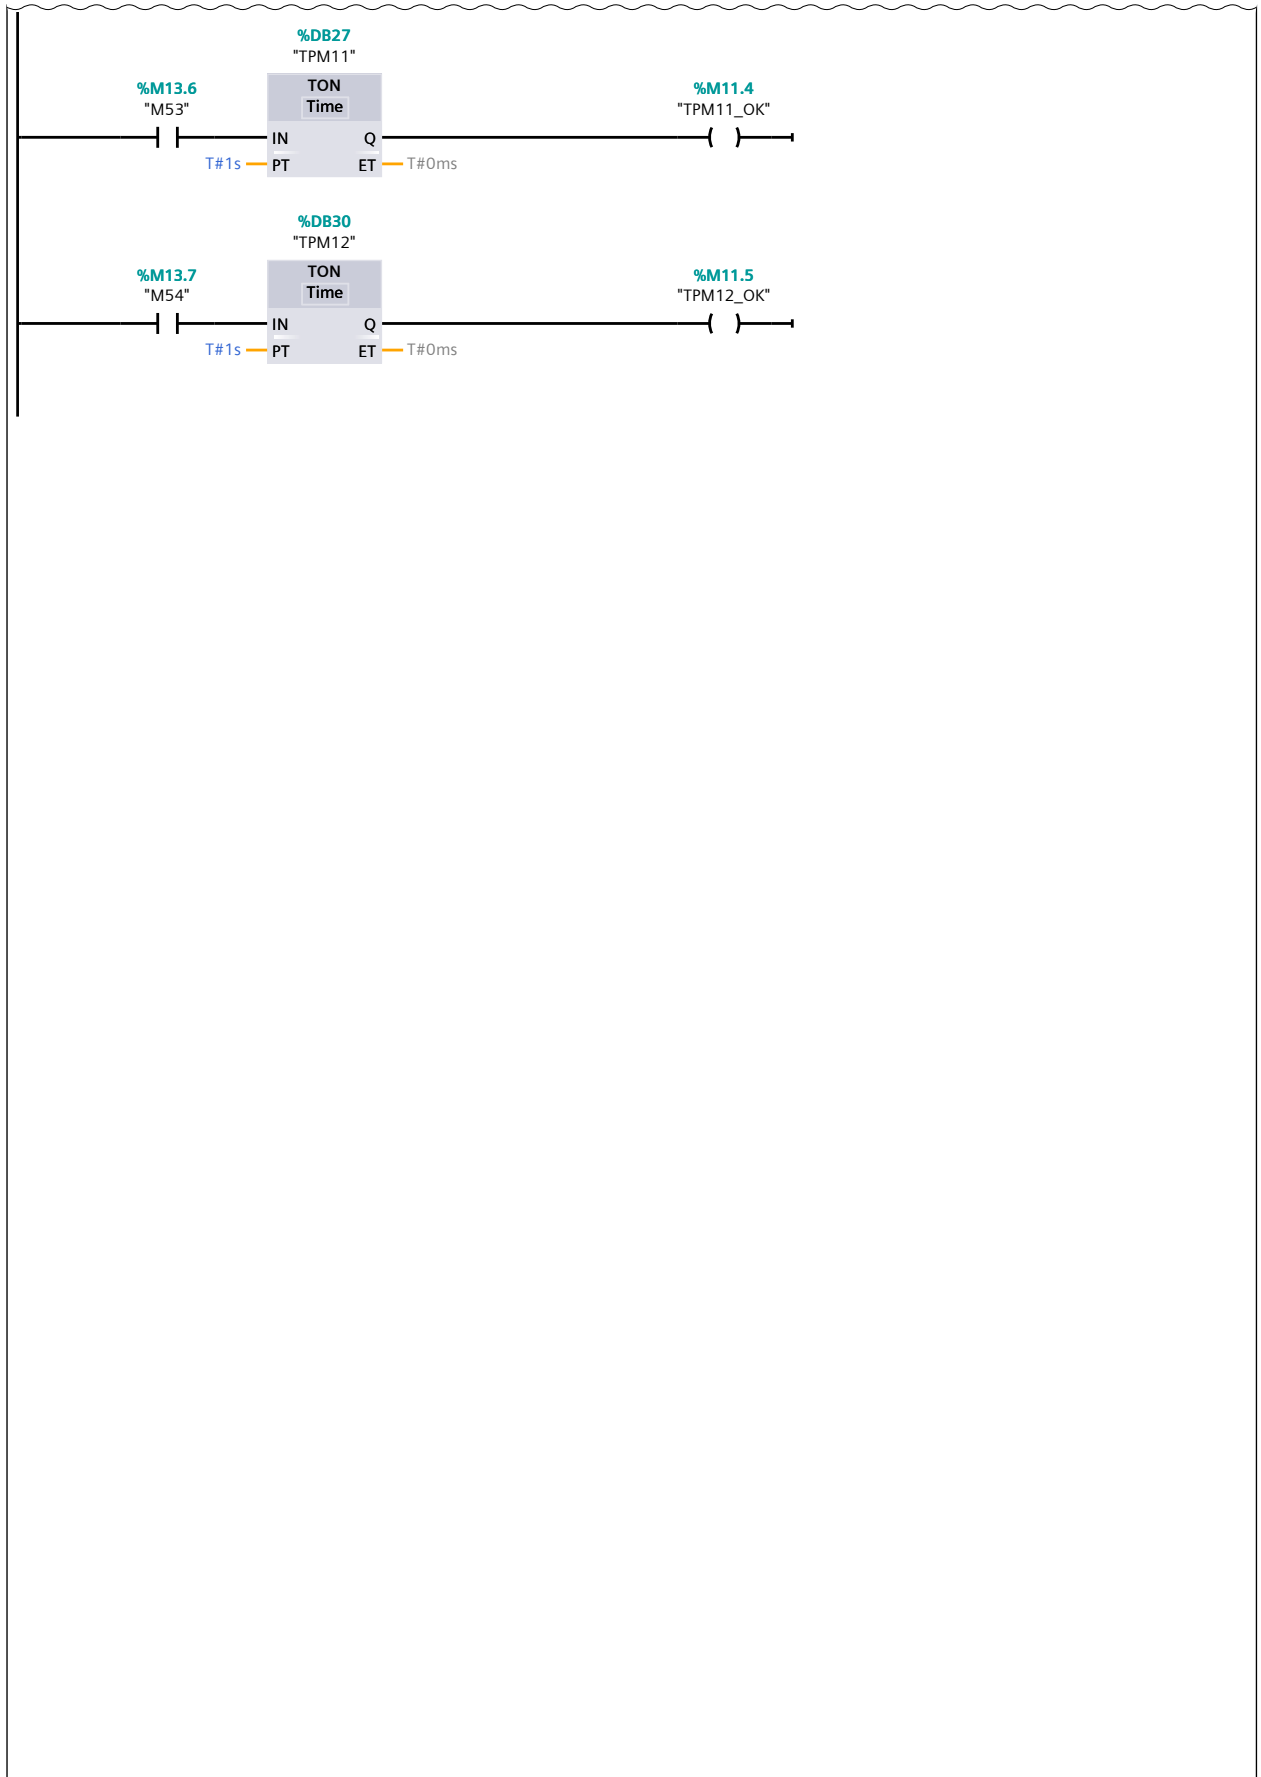 %DB27
"TPM11"
TON
Time
%M13.6
"M53"
%M11.4
"TPM11_OK"
IN Q
T#1s PT ET T#0ms
%DB30
"TPM12"
TON
Time
%M13.7
"M54"
%M11.5
"TPM12_OK"
IN Q
T#1s PT ET T#0ms